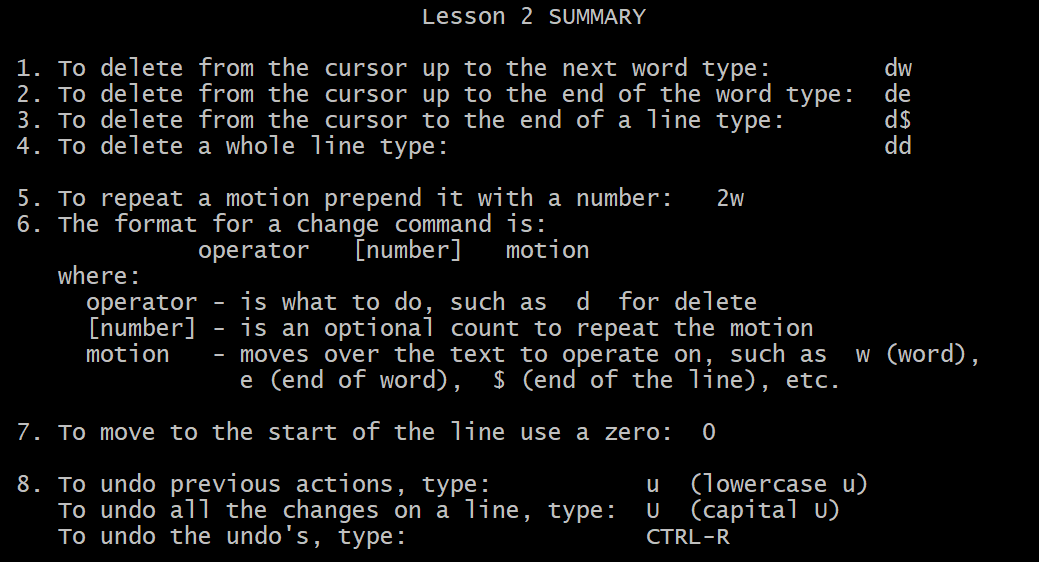 Lesson 2 SUMMARY
1. To delete from the cursor up to the next word type: dw
2. To delete from the cursor up to the end of the word type: de
3. To delete from the cursor to the end of a line type: d$
4. To delete a whole line type: dd
5. To repeat a motion prepend it with a number: 2w
6. The format for a change command is:
operator [number] motion
where:
operator - is what to do, such as d for delete
[number] - is an optional count to repeat the motion
motion - moves over the text to operate on, such as w (word),
e (end of word), $ (end of the line), etc.
7. To move to the start of the line use a zero: 0
8. To undo previous actions, type: u (lowercase u)
To undo all the changes on a line, type: U (capital U)
To undo the undo's, type: CTRL-R